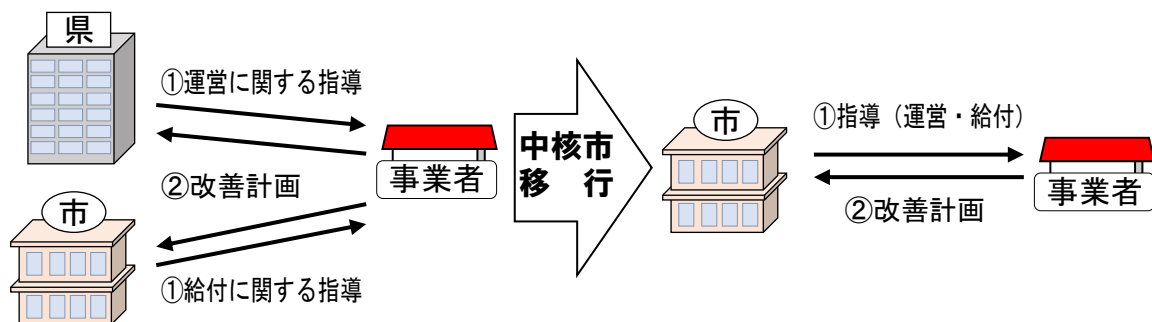 県
①運営に関する指導
事業者
②改善計画
市
①給付に関する指導
中核市
移 行
市
①指導（運営・給付）
事業者
②改善計画